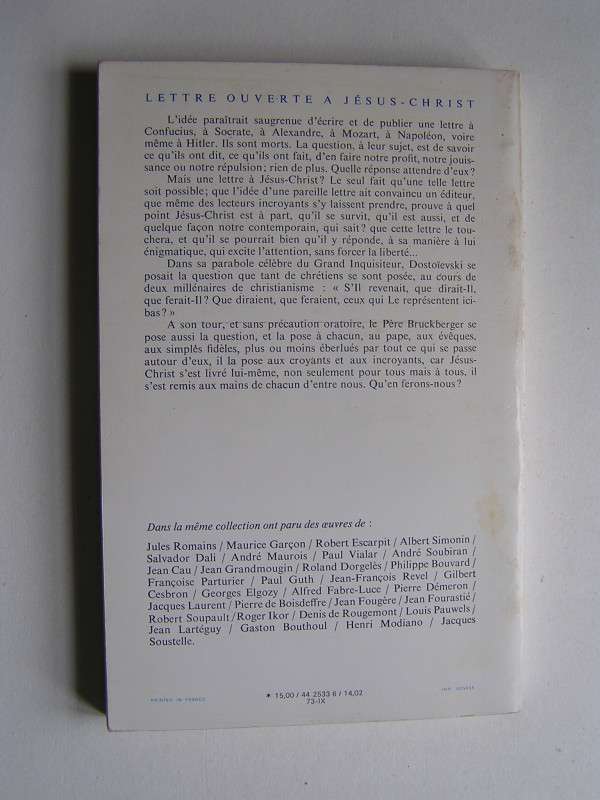 LETTRE OUVERTE A JÉSUS-CHRIST
L'idée paraîtrait saugrenue d'écrire et de publier une lettre à
Confucius, à Socrate, à Alexandre, à Mozart, à Napoléon, voire
même à Hitler. Ils sont morts. La question, à leur sujet, est de savoir
ce qu'ils ont dit, ce qu'ils ont fait, d'en faire notre profit, notre jouis-
sance ou notre répulsion; rien de plus. Quelle réponse attendre d'eux?
Mais une lettre à Jésus-Christ? Le seul fait qu'une telle lettre
soit possible; que l'idée d'une pareille lettre ait convaincu un éditeur,
que même des lecteurs incroyants s'y laissent prendre, prouve à quel
point Jésus-Christ est à part, qu'il se survit, qu'il est aussi, et de
quelque façon notre contemporain, qui sait? que cette lettre le tou-
chera, et qu'il se pourrait bien qu'il y réponde, à sa manière à lui
énigmatique, qui excite l'attention, sans forcer la liberté...
Dans sa parabole célèbre du Grand Inquisiteur, Dostoïevski se
posait la question que tant de chrétiens se sont posée, au cours de
deux millénaires de christianisme : « S'Il revenait, que dirait-Il,
que ferait-Il? Que diraient, que feraient, ceux qui Le représentent ici-
bas? »
A son tour, et sans précaution oratoire, le Père Bruckberger se
pose aussi la question, et la pose à chacun, au pape, aux évêques,
aux simples fidèles, plus ou moins éberlués par tout ce qui se passe
autour d'eux, il la pose aux croyants et aux incroyants, car Jésus-
Christ s'est livré lui-même, non seulement pour tous mais à tous, il
s'est remis aux mains de chacun d'entre nous. Qu'en ferons-nous?
Dans la même collection ont paru des œuvres de :
Jules Romains / Maurice Garçon / Robert Escarpit / Albert Simonin /
Salvador Dali / André Maurois / Paul Vialar / André Soubiran /
Jean Cau / Jean Grandmougin / Roland Dorgelès / Philippe Bouvard /
Françoise Parturier / Paul Guth / Jean-François Revel / Gilbert
Cesbron / Georges Elgozy / Alfred Fabre-Luce / Pierre Démeron /
Jacques Laurent / Pierre de Boisdeffre / Jean Fougère / Jean Fourastié /
Robert Soupault / Roger Ikor / Denis de Rougemont / Louis Pauwels /
Jean Lartéguy / Gaston Bouthoul / Henri Modiano / Jacques
Soustelle.
PRINTED IN FRANCE
* 15,00 / 44 2533 6 / 14,02
73-IX